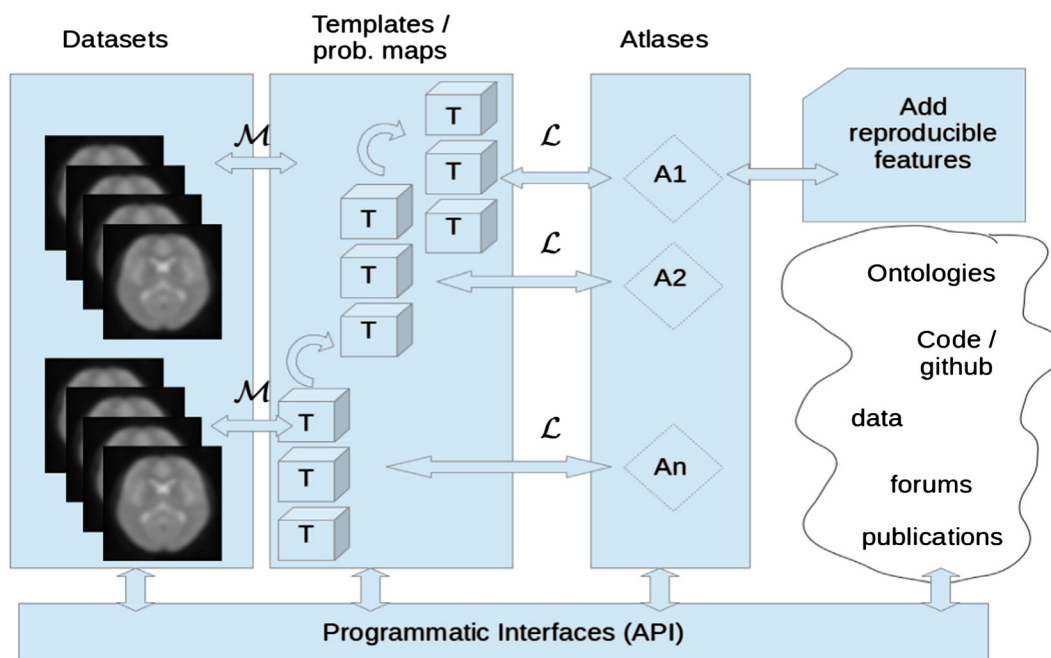 Datasets
Templates /
prob. maps
Atlases
ℳ
T
T
T
ℒ
A1
Add
reproducible
features
T
T
T
ℒ
A2
Ontologies
Code /
github
ℳ
T
T
T
ℒ
An
data
forums
publications
Programmatic Interfaces (API)